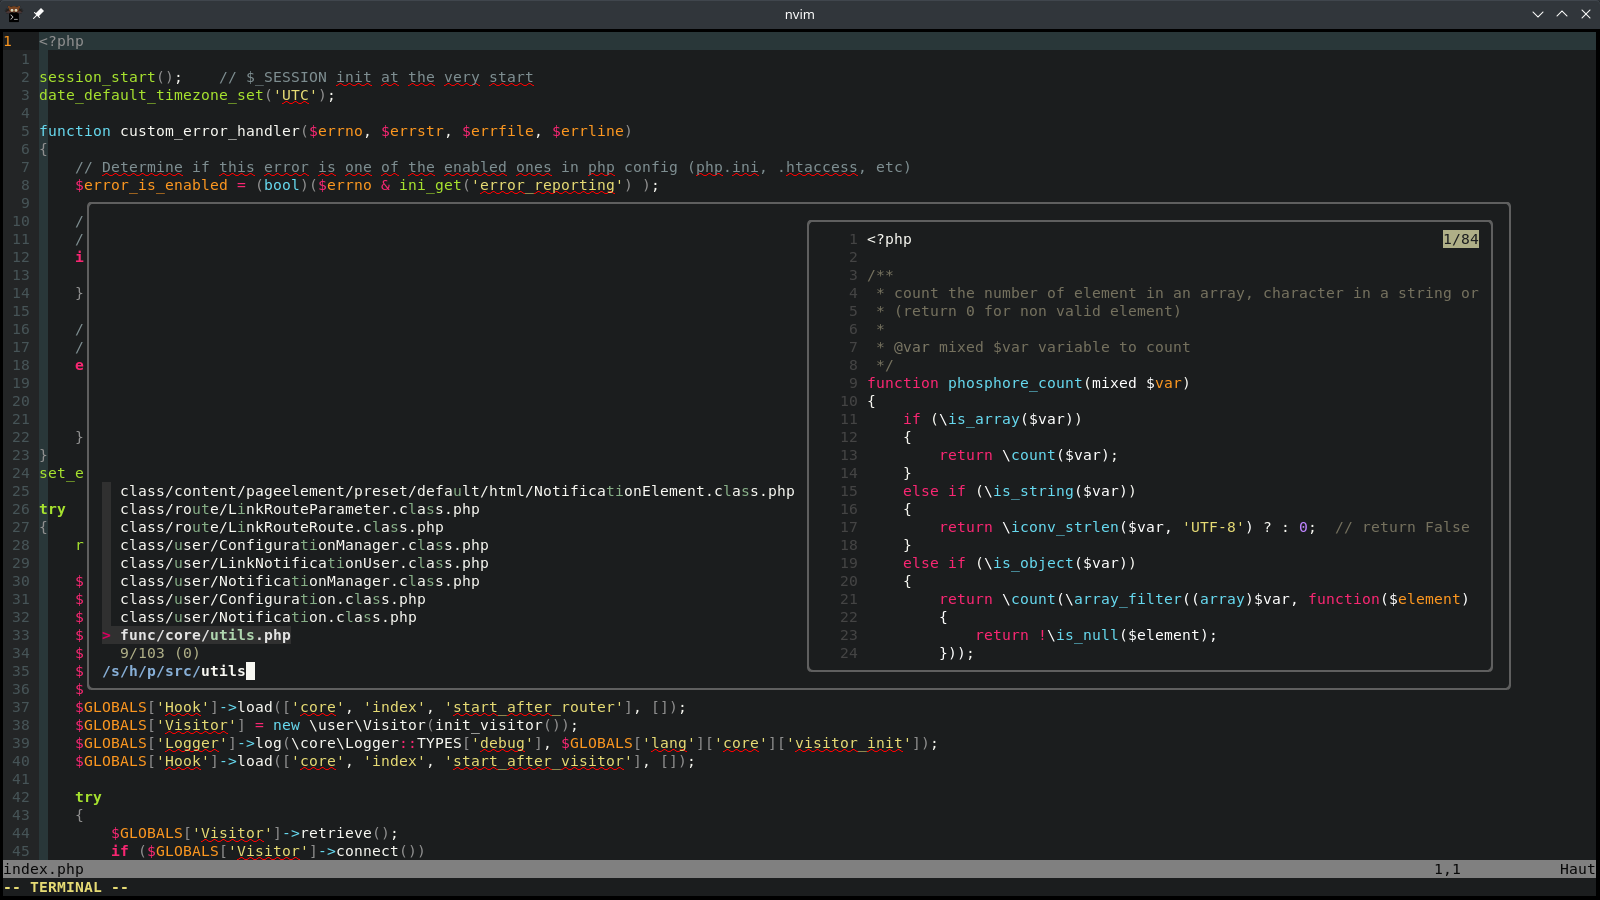 nvim
1 <?php
1
2 session_start();    // $_SESSION init at the very start
3 date_default_timezone_set('UTC');
4
5 function custom_error_handler($errno, $errstr, $errfile, $errline)
6 {
7     // Determine if this error is one of the enabled ones in php config (php.ini, .htaccess, etc)
8     $error_is_enabled = (bool)($errno & ini_get('error_reporting') );
9
10     /
11     /
12     i
13
14     }
15
16     /
17     /
18     e
19
20
21
22     }
23 }
24 set_e
25
26 try
27 {
28     r
29
30     $
31     $
32     $
33     $
34     $
35     $
36     $
1 <?php
1/84
2
3 /**
4  * count the number of element in an array, character in a string or
5  * (return 0 for non valid element)
6  *
7  * @var mixed $var variable to count
8  */
9 function phosphore_count(mixed $var)
10 {
11     if (\is_array($var))
12     {
13         return \count($var);
14     }
15     else if (\is_string($var))
16     {
17         return \iconv_strlen($var, 'UTF-8') ? : 0;  // return False
18     }
19     else if (\is_object($var))
20     {
21         return \count(\array_filter((array)$var, function($element)
22         {
23             return !\is_null($element);
24         }));
class/content/pageelement/preset/default/html/NotificationElement.class.php
class/route/LinkRouteParameter.class.php
class/route/LinkRouteRoute.class.php
class/user/ConfigurationManager.class.php
class/user/LinkNotificationUser.class.php
class/user/NotificationManager.class.php
class/user/Configuration.class.php
class/user/Notification.class.php
> func/core/utils.php
9/103 (0)
/s/h/p/src/utils
37     $GLOBALS['Hook']->load(['core', 'index', 'start_after_router'], []);
38     $GLOBALS['Visitor'] = new \user\Visitor(init_visitor());
39     $GLOBALS['Logger']->log(\core\Logger::TYPES['debug'], $GLOBALS['lang']['core']['visitor_init']);
40     $GLOBALS['Hook']->load(['core', 'index', 'start_after_visitor'], []);
41
42     try
43     {
44         $GLOBALS['Visitor']->retrieve();
45         if ($GLOBALS['Visitor']->connect())
index.php 1,1 Haut
-- TERMINAL --